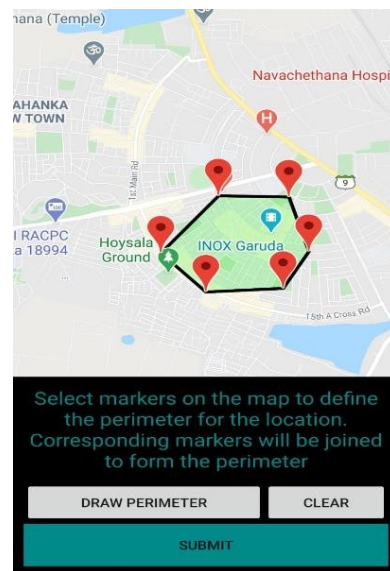 nana (Temple)
Navachethana Hospi
AHANKA
W TOWN
H
1st Main Rd
9
I RACPC
a 18994
Hoysala
Ground
INOX Garuda
15th A Cross Rd
Select markers on the map to define
the perimeter for the location.
Corresponding markers will be joined
to form the perimeter
DRAW PERIMETER
CLEAR
SUBMIT